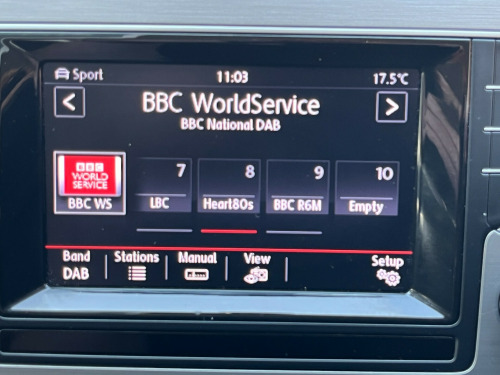 Sport 11:03 17.5°C
< BBC WorldService >
BBC National DAB
BBC WORLD SERVICE
BBC WS
7
LBC
8
Heart80s
9
BBC R6M
10
Empty
Band DAB
Stations
Manual
View
Setup